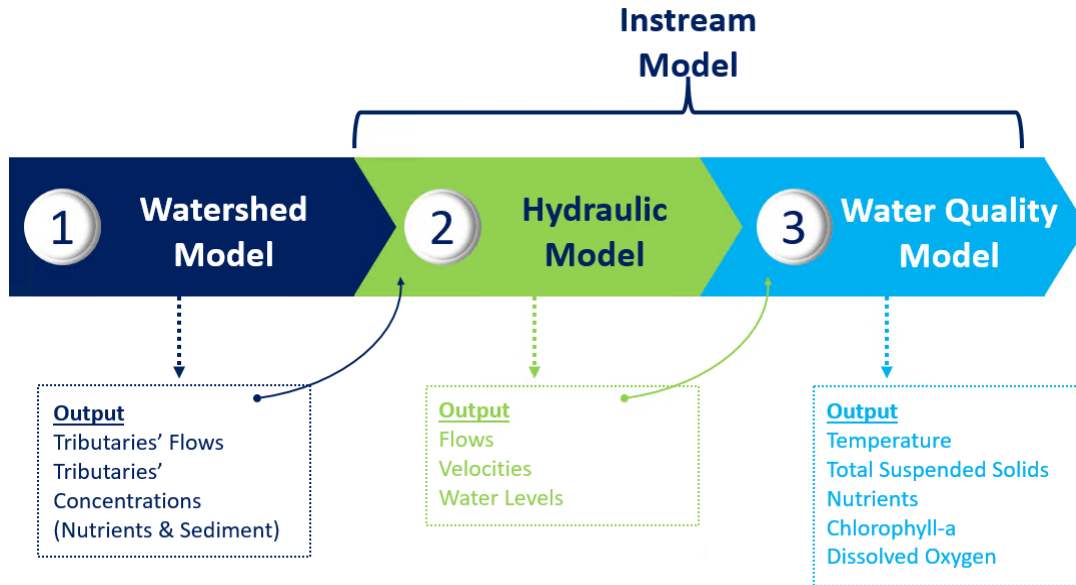 Instream
Model
1
Watershed
Model
2
Hydraulic
Model
3
Water Quality
Model
Output
Tributaries’ Flows
Tributaries’
Concentrations
(Nutrients & Sediment)
Output
Flows
Velocities
Water Levels
Output
Temperature
Total Suspended Solids
Nutrients
Chlorophyll-a
Dissolved Oxygen